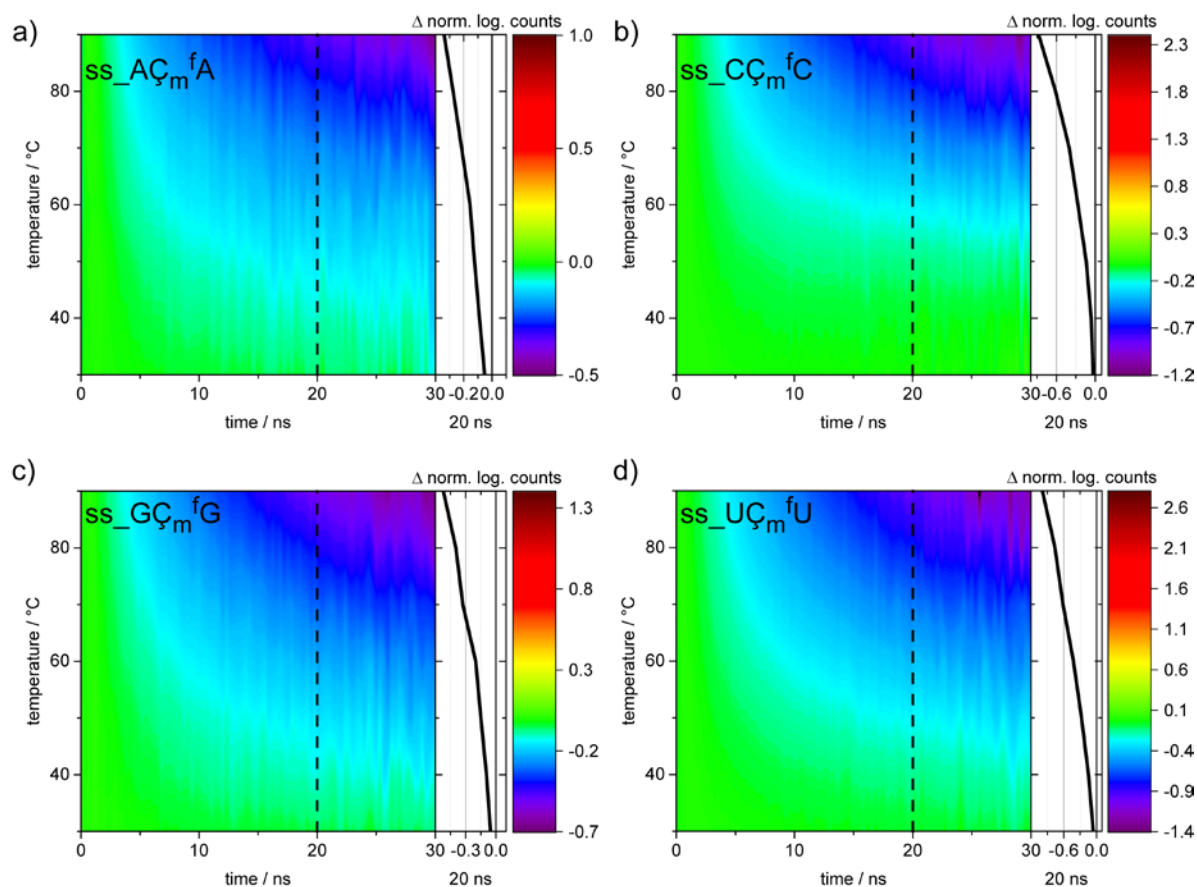 Δ norm. log. counts
a)
ss_AÇₘᶠA
temperature / °C
80
60
40
0
10
20
30
-0.2
0.0
time / ns
20 ns
1.0
0.5
0.0
-0.5
Δ norm. log. counts
b)
ss_CÇₘᶠC
temperature / °C
80
60
40
0
10
20
30
-0.6
0.0
time / ns
20 ns
2.4
1.8
1.3
0.8
0.3
-0.2
-0.7
-1.2
Δ norm. log. counts
c)
ss_GÇₘᶠG
temperature / °C
80
60
40
0
10
20
30
-0.3
0.0
time / ns
20 ns
1.3
0.8
0.3
-0.2
-0.7
Δ norm. log. counts
d)
ss_UÇₘᶠU
temperature / °C
80
60
40
0
10
20
30
-0.6
0.0
time / ns
20 ns
2.6
2.1
1.6
1.1
0.6
0.1
-0.4
-0.9
-1.4